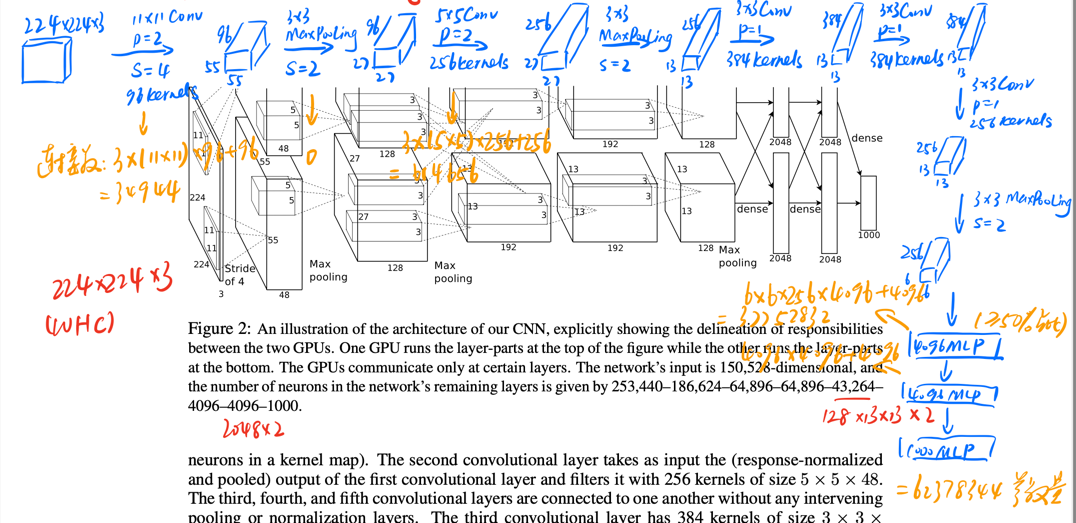 224×224×3
11×11 Conv
P=2
S=4
96 kernels
96
55
55
3×3
MaxPooling
S=2
96
27
27
5×5 Conv
P=2
256 kernels
256
27
27
3×3
MaxPooling
S=2
256
13
13
3×3 Conv
P=1
384 kernels
384
13
13
3×3 Conv
P=1
384 kernels
384
13
13
3×3 Conv
P=1
256 kernels
256
13
13
3×3 MaxPooling
S=2
256
6
6
4096 MLP
4096 MLP
1000 MLP
: 3×(11×11)×96+96
= 34944
0
3×(5×5)×256+256
6×6×256×4096+4096
= 37752832
4096×4096+4096
(≥50%
= 62378344
224×224×3
(WHC)
11
11
224
5
5
48
55
3
3
128
27
3
3
192
3
3
192
128
2048
2048
dense
11
11
224
3
Stride
of 4
5
5
55
48
Max
pooling
27
3
3
128
Max
pooling
13
13
3
3
192
13
13
3
3
192
13
128
Max
pooling
dense
dense
2048
2048
1000
Figure 2: An illustration of the architecture of our CNN, explicitly showing the delineation of responsibilities
between the two GPUs. One GPU runs the layer-parts at the top of the figure while the other runs the layer-parts
at the bottom. The GPUs communicate only at certain layers. The network's input is 150,528-dimensional, and
the number of neurons in the network's remaining layers is given by 253,440–186,624–64,896–64,896–43,264–
4096–4096–1000.
128×13×13×2
2048×2
neurons in a kernel map). The second convolutional layer takes as input the (response-normalized
and pooled) output of the first convolutional layer and filters it with 256 kernels of size 5 × 5 × 48.
The third, fourth, and fifth convolutional layers are connected to one another without any intervening
pooling or normalization layers. The third convolutional layer has 384 kernels of size 3 × 3 ×